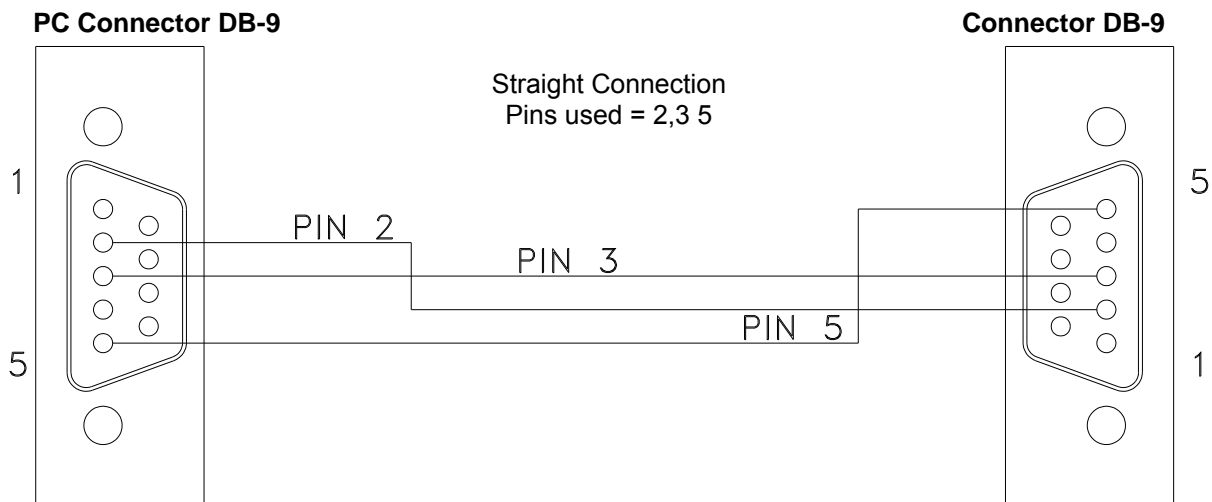 PC Connector DB-9
Connector DB-9
Straight Connection
Pins used = 2,3 5
1
5
PIN 2
PIN 3
PIN 5
5
1